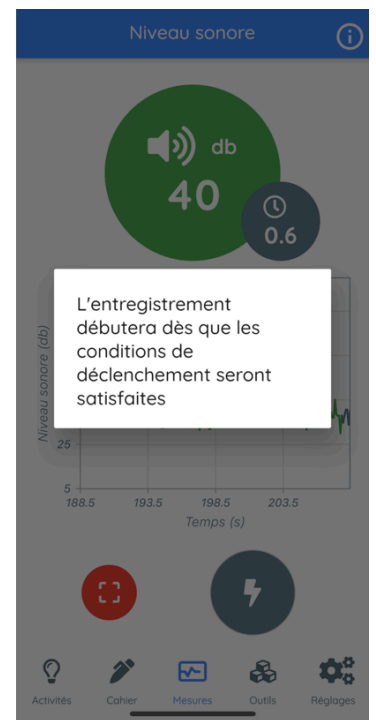 Niveau sonore
db
40
0.6
L'entregistrement
débutera dès que les
conditions de
déclenchement seront
satisfaites
Niveau sonore (db)
25
5
188.5 193.5 198.5 203.5
Temps (s)
Activités Cahier Mesures Outils Réglages